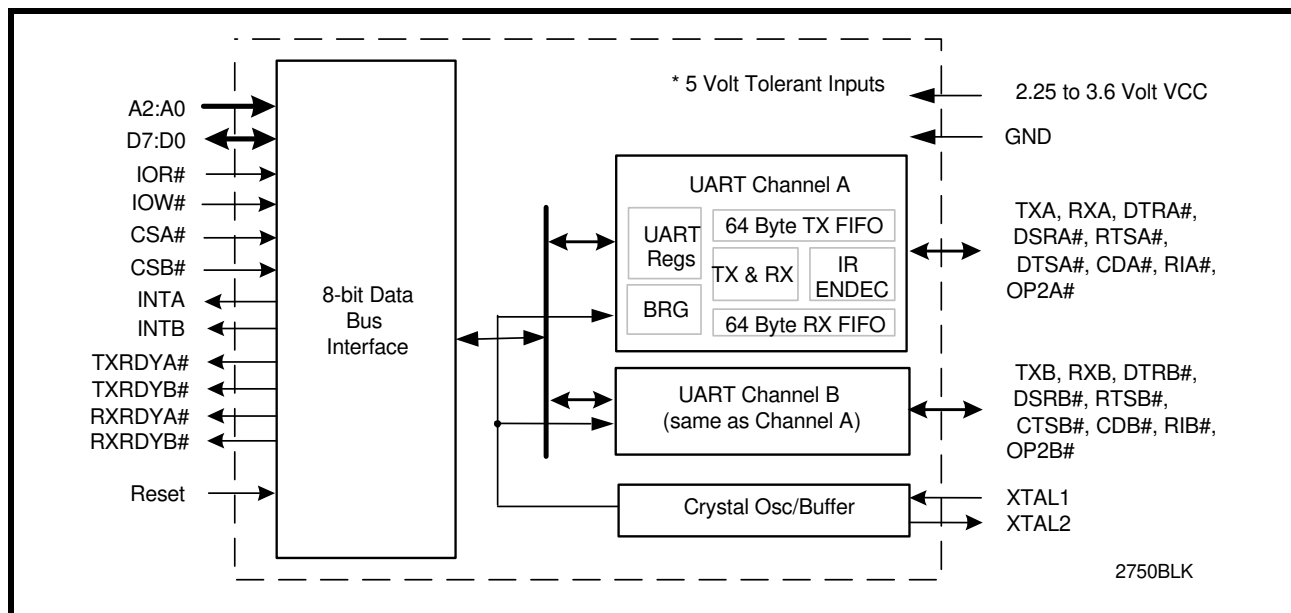 A2:A0
D7:D0
IOR#
IOW#
CSA#
CSB#
INTA
INTB
TXRDYA#
TXRDYB#
RXRDYA#
RXRDYB#
Reset
8-bit Data
Bus
Interface
* 5 Volt Tolerant Inputs
UART Channel A
UART
Regs
BRG
64 Byte TX FIFO
TX & RX
IR
ENDEC
64 Byte RX FIFO
UART Channel B
(same as Channel A)
Crystal Osc/Buffer
2.25 to 3.6 Volt VCC
GND
TXA, RXA, DTRA#,
DSRA#, RTSA#,
DTSA#, CDA#, RIA#,
OP2A#
TXB, RXB, DTRB#,
DSRB#, RTSB#,
CTSB#, CDB#, RIB#,
OP2B#
XTAL1
XTAL2
2750BLK